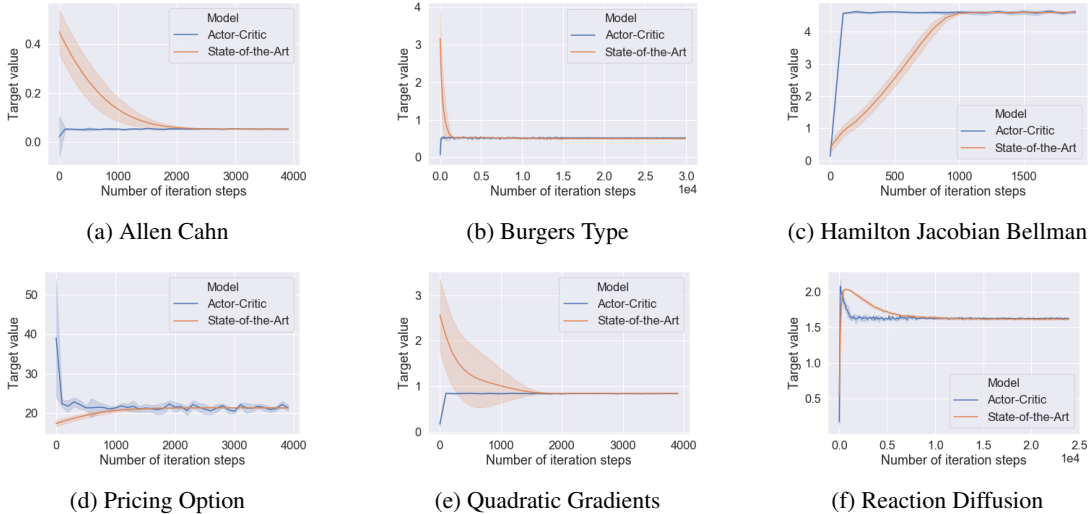 Model
Actor-Critic
State-of-the-Art
Target value
0.4
0.2
0.0
0 1000 2000 3000 4000
Number of iteration steps
(a) Allen Cahn
Model
Actor-Critic
State-of-the-Art
Target value
4
3
2
1
0
0.0 0.5 1.0 1.5 2.0 2.5 3.0
1e4
Number of iteration steps
(b) Burgers Type
Model
Actor-Critic
State-of-the-Art
Target value
4
3
2
1
0
0 500 1000 1500
Number of iteration steps
(c) Hamilton Jacobian Bellman
Model
Actor-Critic
State-of-the-Art
Target value
50
40
30
20
0 1000 2000 3000 4000
Number of iteration steps
(d) Pricing Option
Model
Actor-Critic
State-of-the-Art
Target value
3
2
1
0
0 1000 2000 3000 4000
Number of iteration steps
(e) Quadratic Gradients
Model
Actor-Critic
State-of-the-Art
Target value
2.0
1.5
1.0
0.5
0.0 0.5 1.0 1.5 2.0 2.5
1e4
Number of iteration steps
(f) Reaction Diffusion